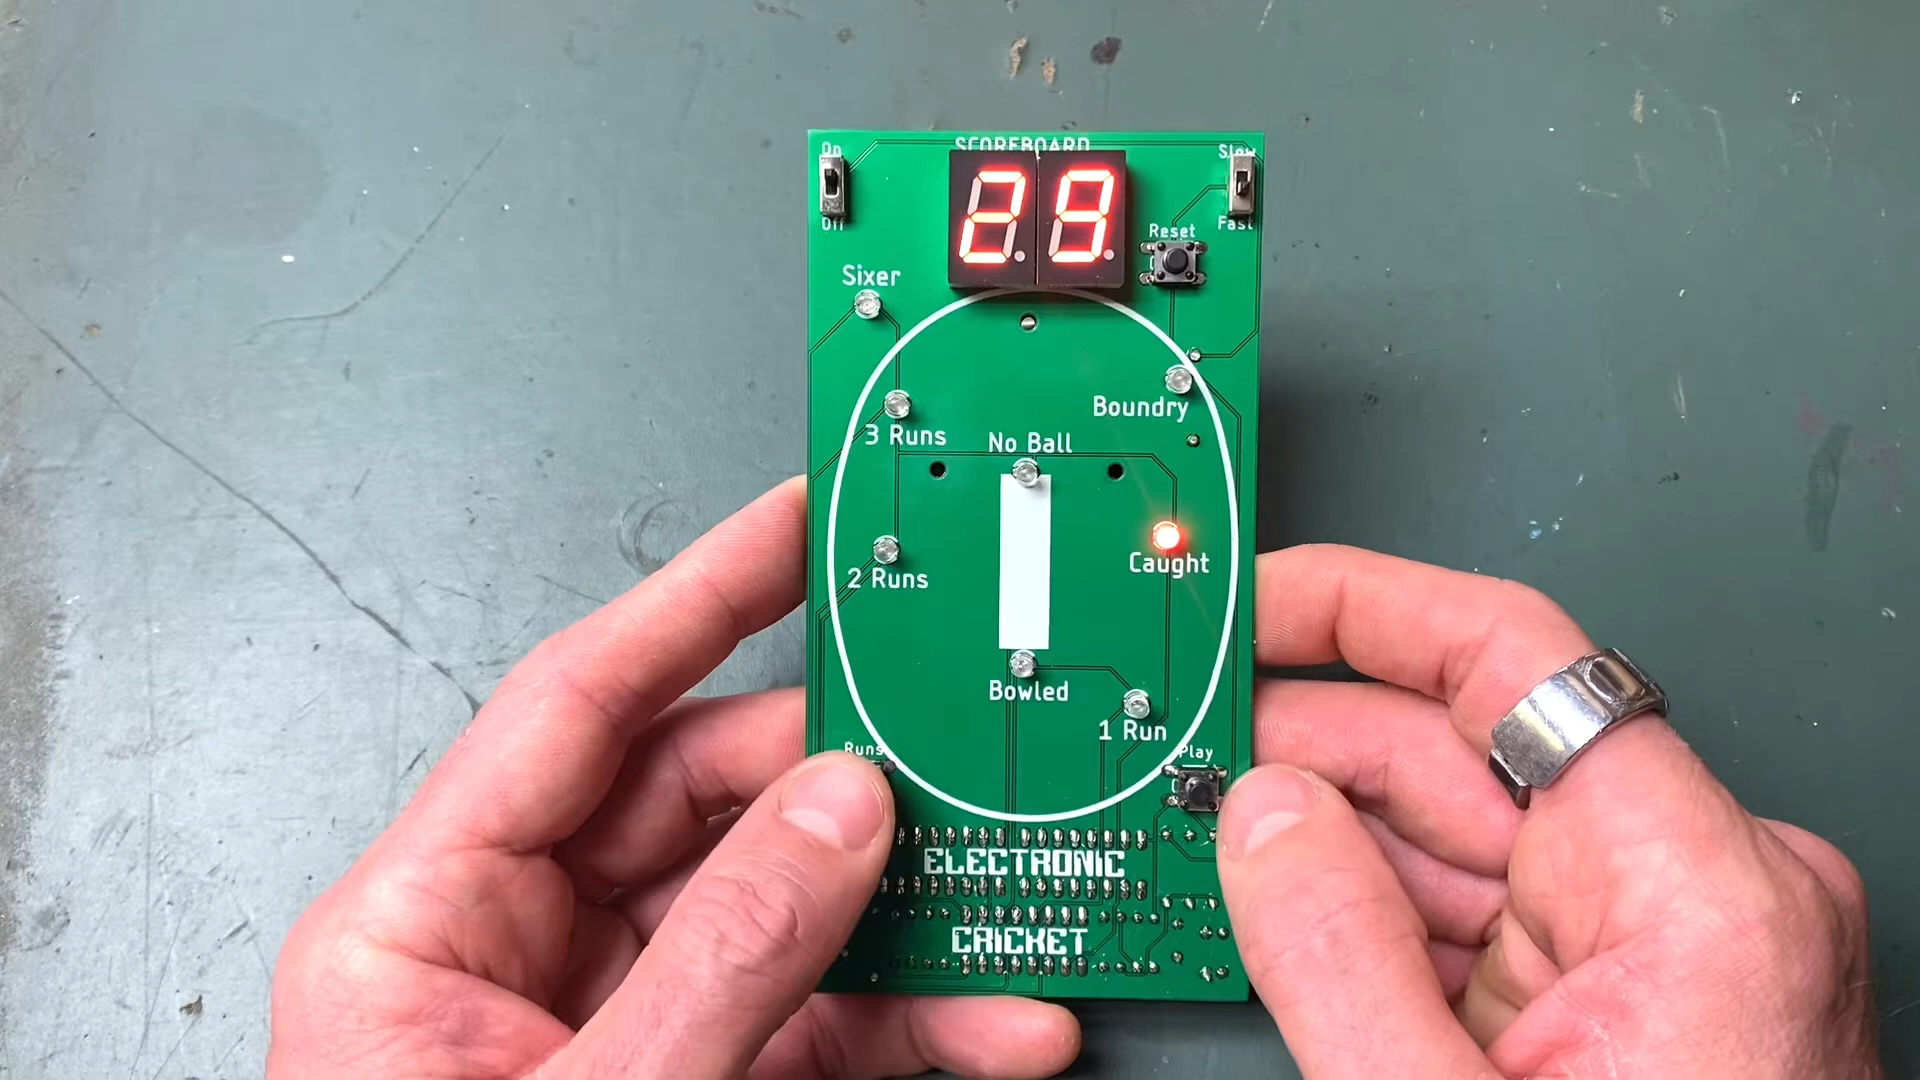 SCOREBOARD
On
Slow
29
Off
Fast
Reset
Sixer
Boundry
3 Runs
No Ball
Caught
2 Runs
Bowled
1 Run
Runs
Play
ELECTRONIC
CRICKET